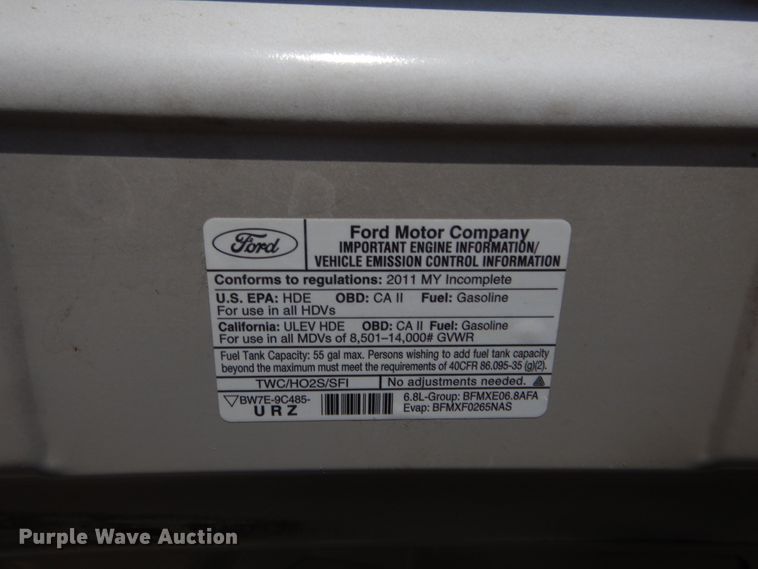 Ford
Ford Motor Company
IMPORTANT ENGINE INFORMATION/
VEHICLE EMISSION CONTROL INFORMATION
Conforms to regulations: 2011 MY Incomplete
U.S. EPA: HDE OBD: CA II Fuel: Gasoline
For use in all HDVs
California: ULEV HDE OBD: CA II Fuel: Gasoline
For use in all MDVs of 8,501-14,000# GVWR
Fuel Tank Capacity: 55 gal max. Persons wishing to add fuel tank capacity
beyond the maximum must meet the requirements of 40CFR 86.095-35 (g)(2).
TWC/HO2S/SFI No adjustments needed.
BW7E-9C485-
URZ
6.8L-Group: BFMXE06.8AFA
Evap: BFMXF0265NAS
Purple Wave Auction